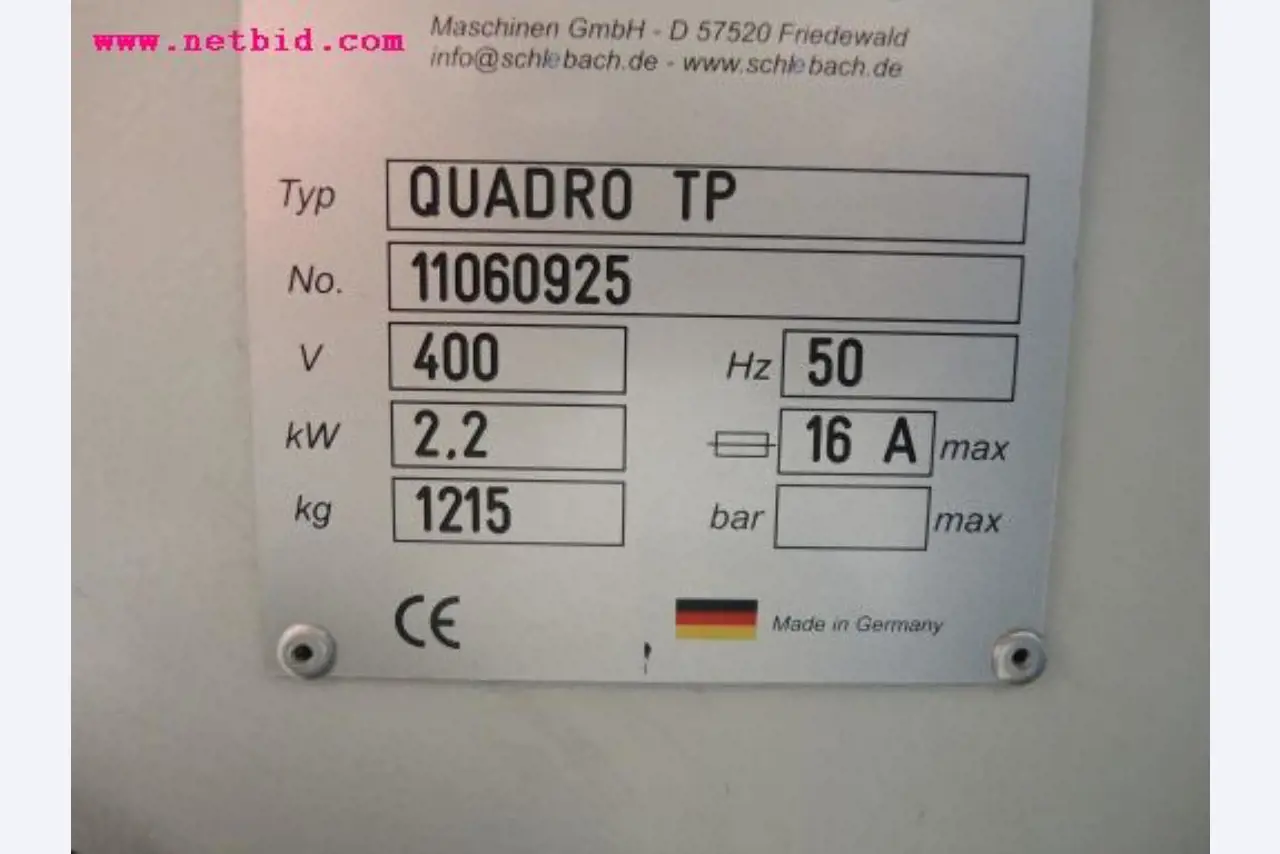 www.netbid.com
Maschinen GmbH - D 57520 Friedewald
info@schlebach.de - www.schlebach.de
Typ QUADRO TP
No. 11060925
V 400 Hz 50
kW 2.2 16 A max
kg 1215 bar max
CE Made in Germany